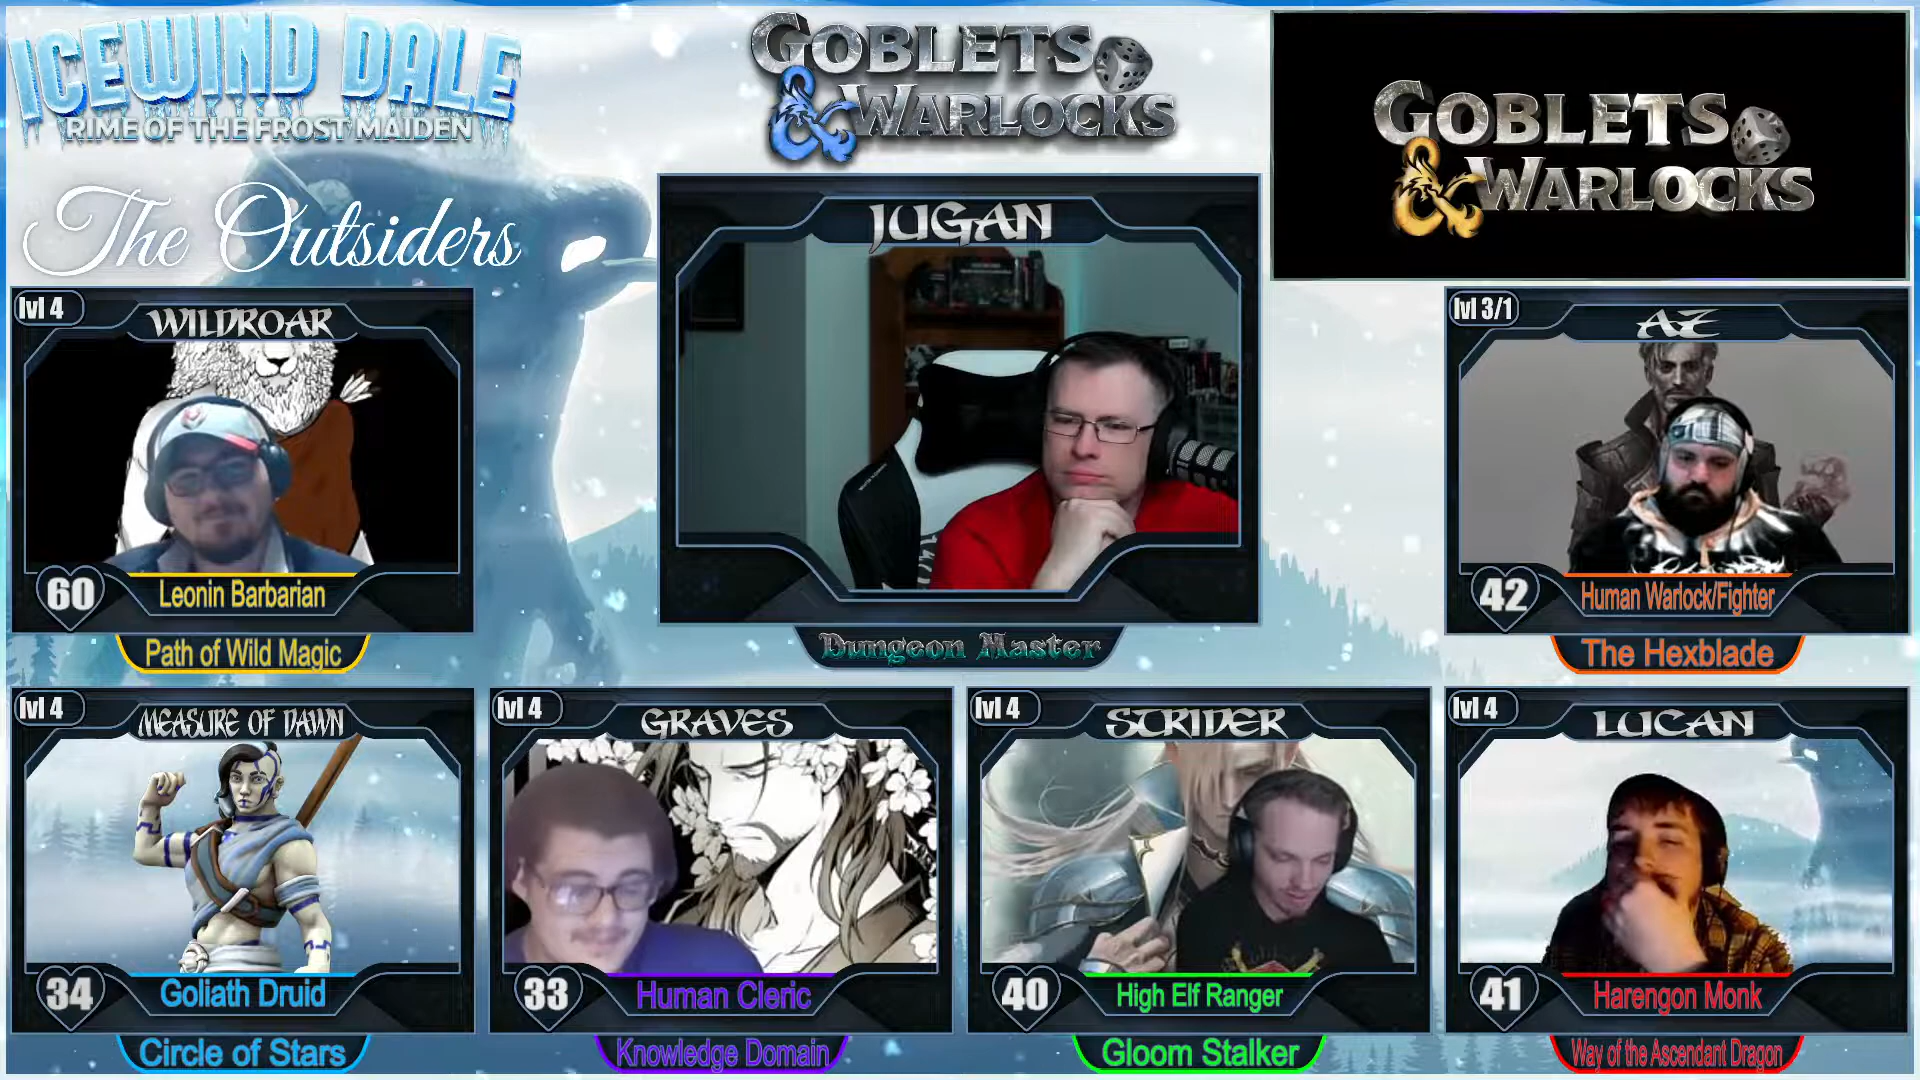 ICEWIND DALE
RIME OF THE FROSTMAIDEN
The Outsiders
GOBLETS
& WARLOCKS
GOBLETS
& WARLOCKS
JUGAN
Dungeon Master
lvl 4
WILDROAR
60
Leonin Barbarian
Path of Wild Magic
lvl 3/1
AZ
42
Human Warlock/Fighter
The Hexblade
lvl 4
MEASURE OF DAWN
34
Goliath Druid
Circle of Stars
lvl 4
GRAVES
33
Human Cleric
Knowledge Domain
lvl 4
STRIDER
40
High Elf Ranger
Gloom Stalker
lvl 4
LUCAN
41
Harengon Monk
Way of the Ascendant Dragon